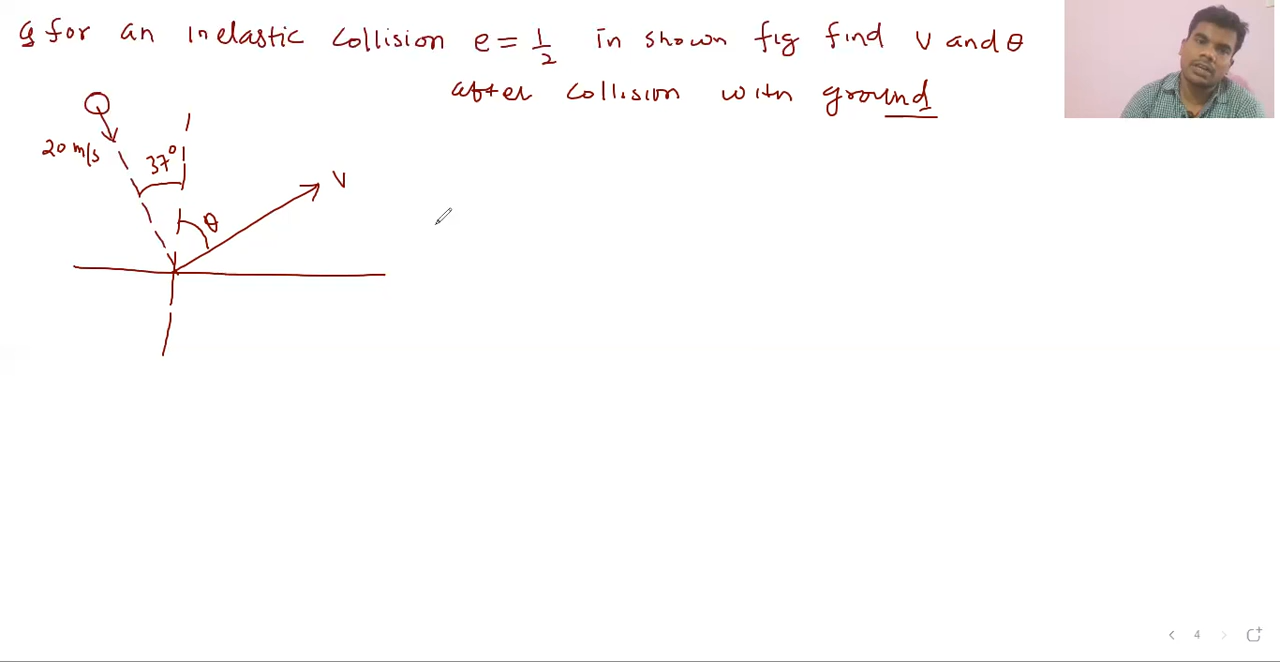 Q for an inelastic collision e = 1/2 in shown fig find v and θ
after collision with ground
20 m/s
37°
v
θ
4